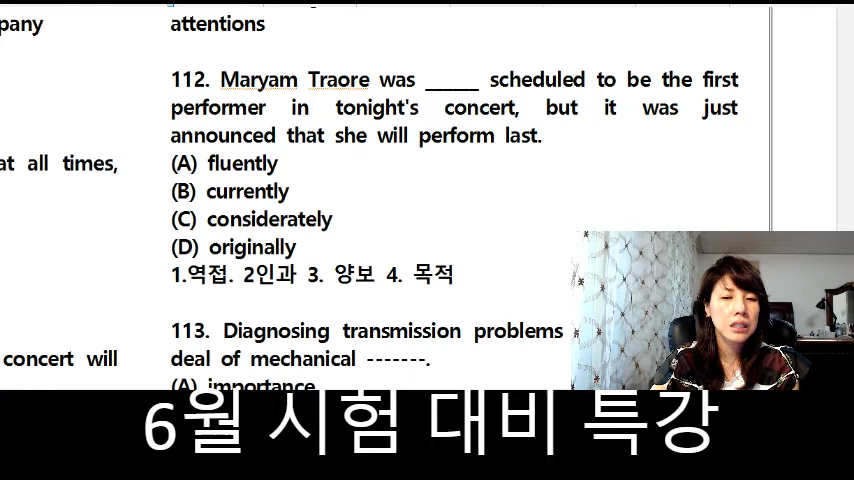 pany
attentions
112. Maryam Traore was ______ scheduled to be the first
performer in tonight's concert, but it was just
announced that she will perform last.
at all times,
(A) fluently
(B) currently
(C) considerately
(D) originally
1.역접. 2인과 3. 양보 4. 목적
113. Diagnosing transmission problems
concert will
deal of mechanical -------.
(A) importance
6월 시험 대비 특강